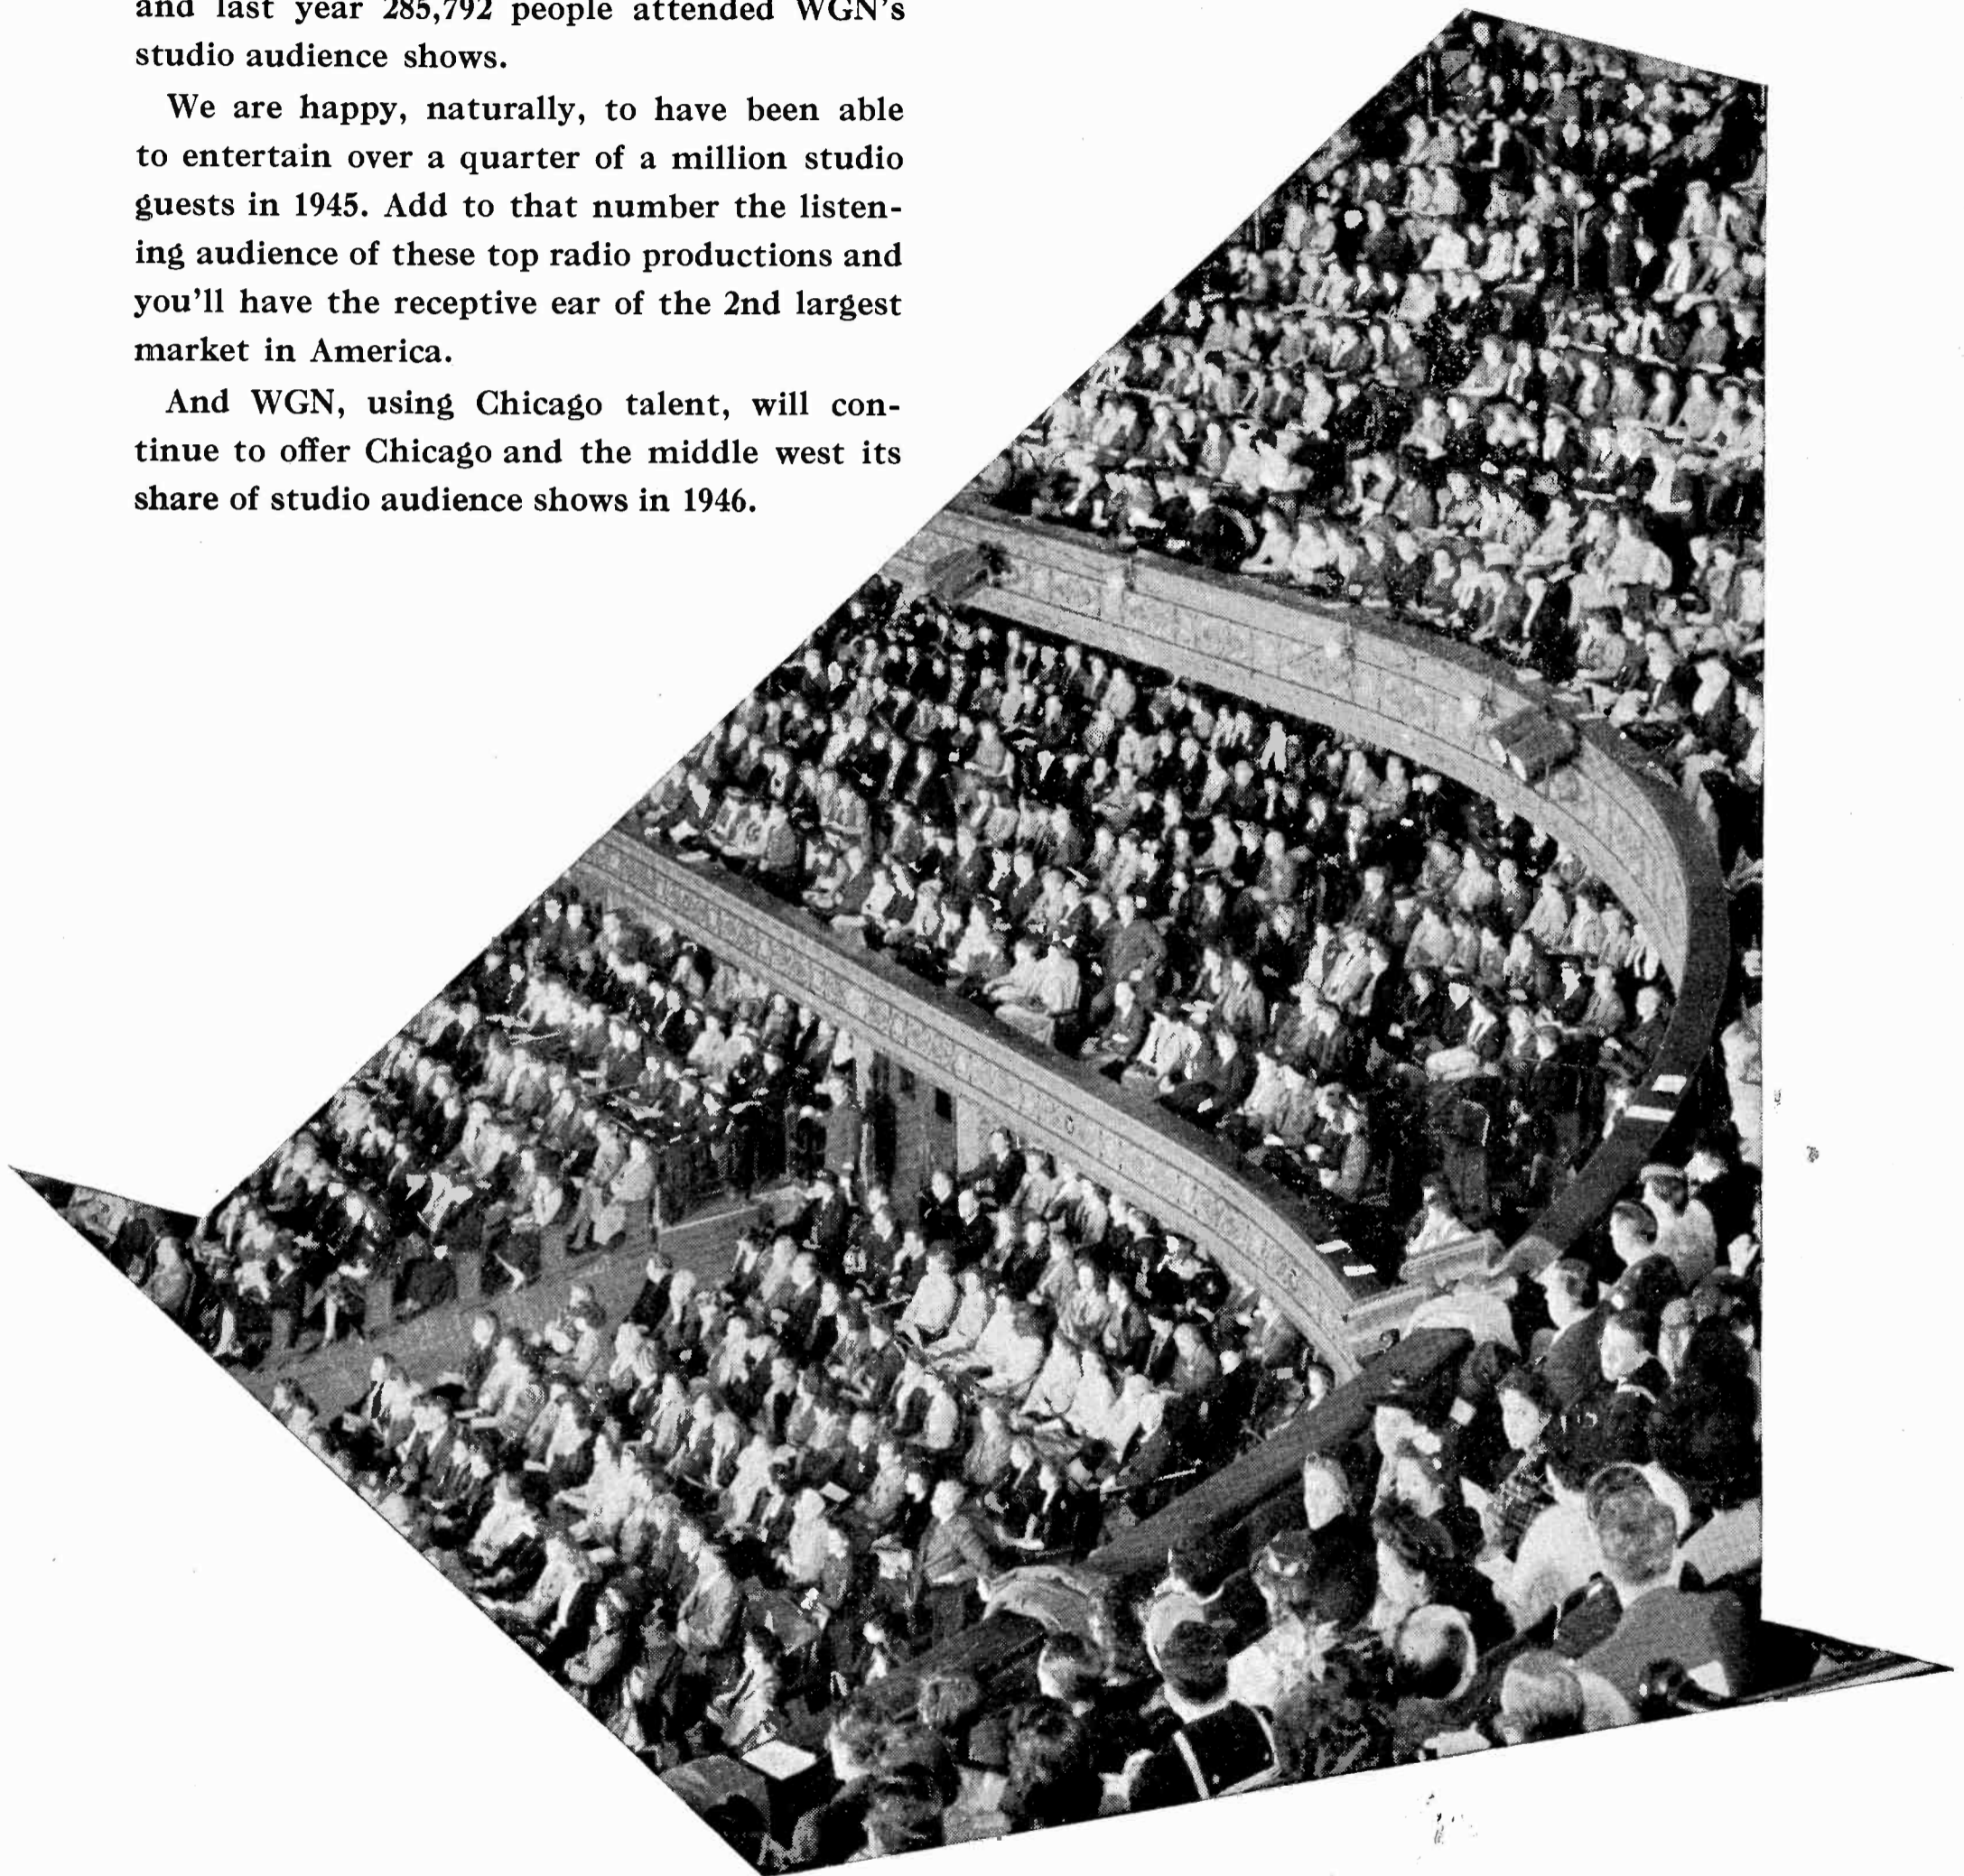 and last year 285,792 people attended WGN's
studio audience shows.
We are happy, naturally, to have been able
to entertain over a quarter of a million studio
guests in 1945. Add to that number the listen-
ing audience of these top radio productions and
you'll have the receptive ear of the 2nd largest
market in America.
And WGN, using Chicago talent, will con-
tinue to offer Chicago and the middle west its
share of studio audience shows in 1946.